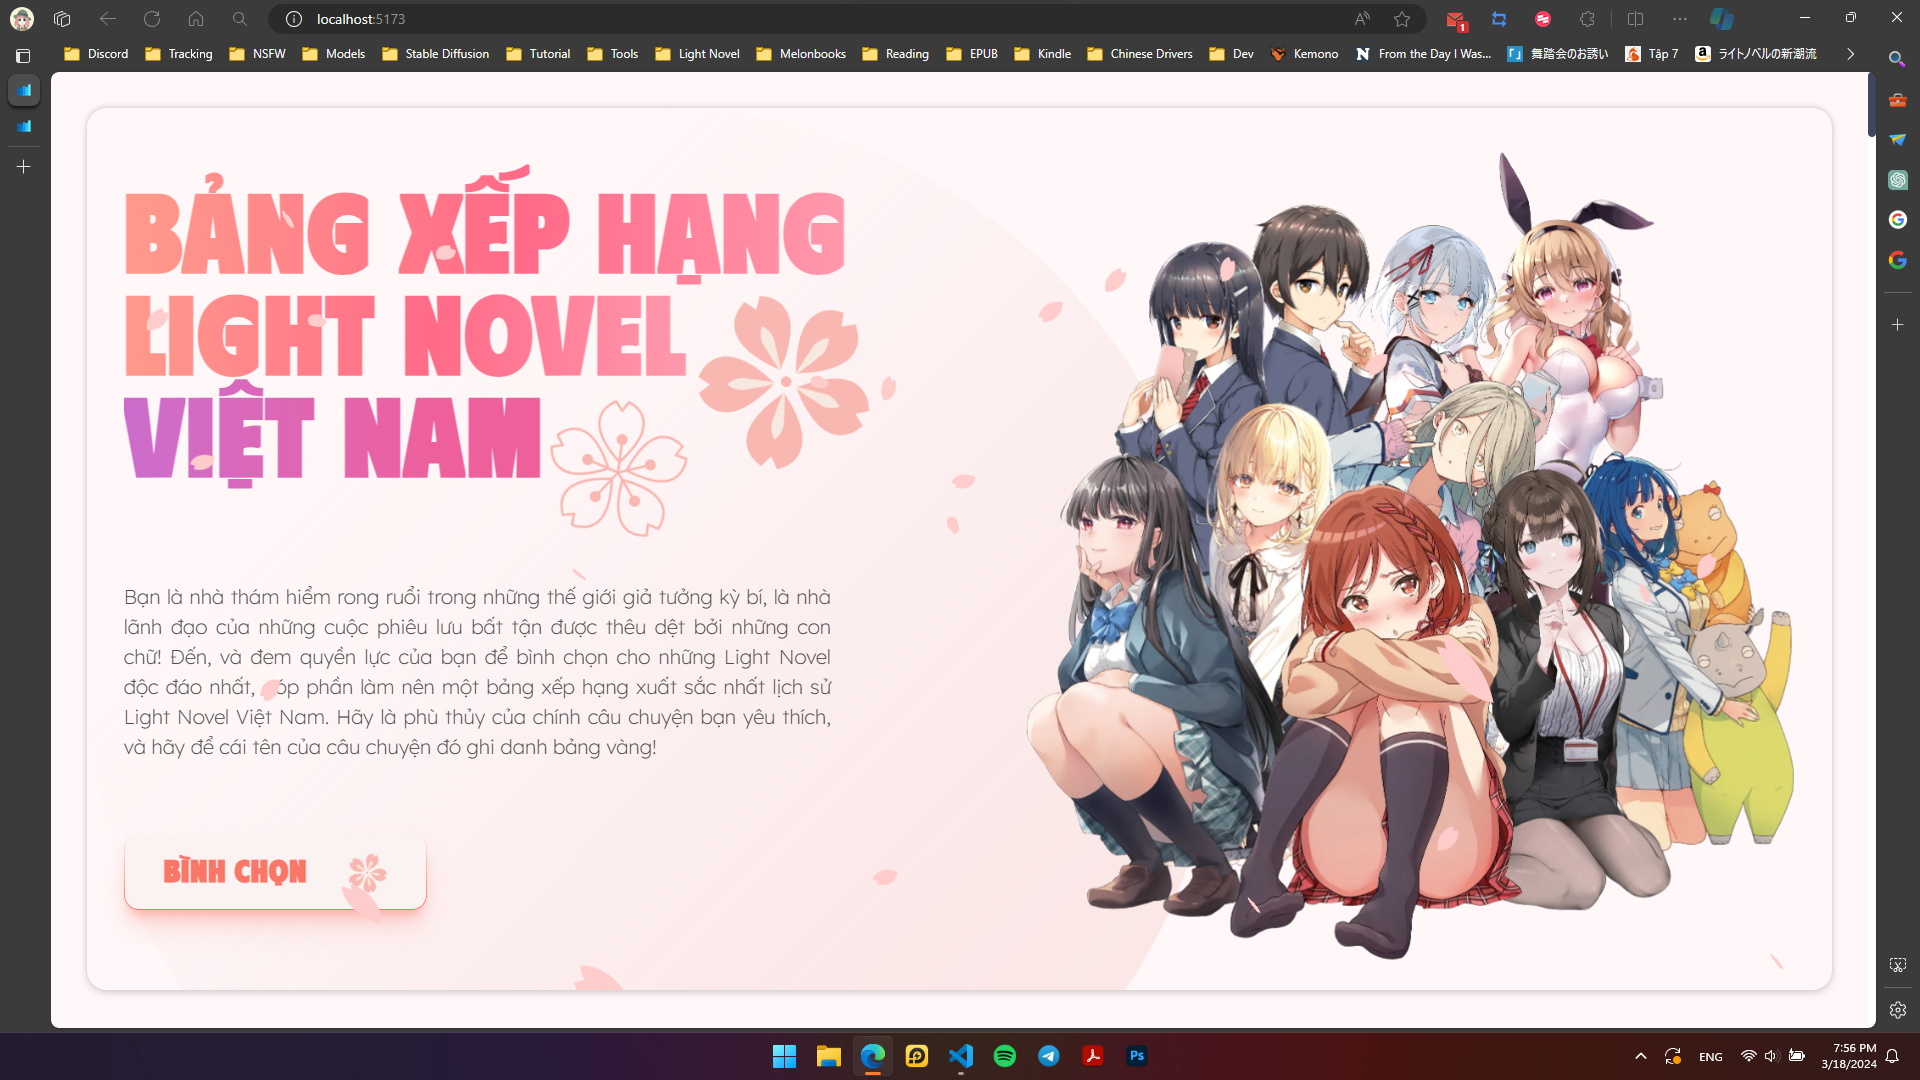 localhost:5173
1
Discord
Tracking
NSFW
Models
Stable Diffusion
Tutorial
Tools
Light Novel
Melonbooks
Reading
EPUB
Kindle
Chinese Drivers
Dev
Kemono
From the Day I Was...
舞踏会のお誘い
Tập 7
ライトノベルの新潮流
BẢNG XẾP HẠNG
LIGHT NOVEL
VIỆT NAM
Bạn là nhà thám hiểm rong ruổi trong những thế giới giả tưởng kỳ bí, là nhà
lãnh đạo của những cuộc phiêu lưu bất tận được thêu dệt bởi những con
chữ! Đến, và đem quyền lực của bạn để bình chọn cho những Light Novel
độc đáo nhất, góp phần làm nên một bảng xếp hạng xuất sắc nhất lịch sử
Light Novel Việt Nam. Hãy là phù thủy của chính câu chuyện bạn yêu thích,
và hãy để cái tên của câu chuyện đó ghi danh bảng vàng!
BÌNH CHỌN
Ps
ENG
7:56 PM
3/18/2024